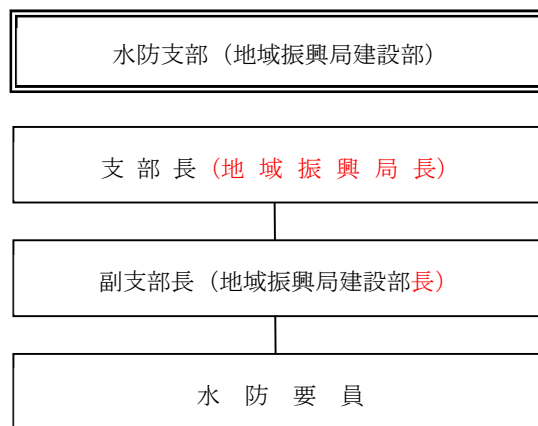 水防支部（地域振興局建設部）
支 部 長（地 域 振 興 局 長）
副支部長（地域振興局建設部長）
水 防 要 員